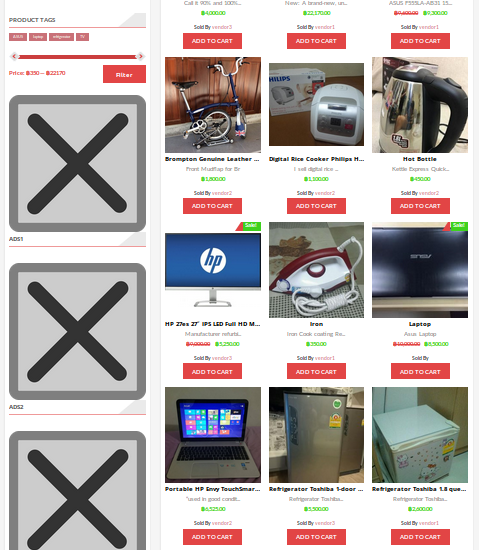 PRODUCT TAGS
ASUS laptop refrigerator TV
Price: ฿350 — ฿22170
Filter
ADS1
ADS2
Call it 90% and 100%...
฿4,000.00
Sold By vendor3
ADD TO CART
New: A brand-new, un...
฿22,170.00
Sold By vendor1
ADD TO CART
ASUS F555LA-AB31 15...
฿9,600.00 ฿9,300.00
Sold By vendor1
ADD TO CART
PHILIPS
Brompton Genuine Leather ...
Front Mudflap for Br
฿1,800.00
Sold By vendor2
ADD TO CART
Digital Rice Cooker Philips H...
I sell digital rice ...
฿1,100.00
Sold By vendor2
ADD TO CART
Hot Bottle
Kettle Express Quick...
฿450.00
Sold By vendor2
ADD TO CART
hp
Sale!
ASUS
Sale!
HP 27es 27″ IPS LED Full HD M...
Manufacturer refurbi...
฿5,250.00
Sold By vendor3
ADD TO CART
Iron
Iron Cook coating Re...
฿350.00
Sold By vendor1
ADD TO CART
Laptop
Asus Laptop
฿10,000.00 ฿8,500.00
Sold By
ADD TO CART
Portable HP Envy TouchSmar...
"used in good condit...
฿6,525.00
Sold By vendor2
ADD TO CART
Refrigerator Toshiba 1-door ...
Refrigerator Toshiba...
฿5,500.00
Sold By vendor3
ADD TO CART
Refrigerator Toshiba 1.8 que...
Refrigerator Toshiba...
฿2,600.00
Sold By vendor1
ADD TO CART